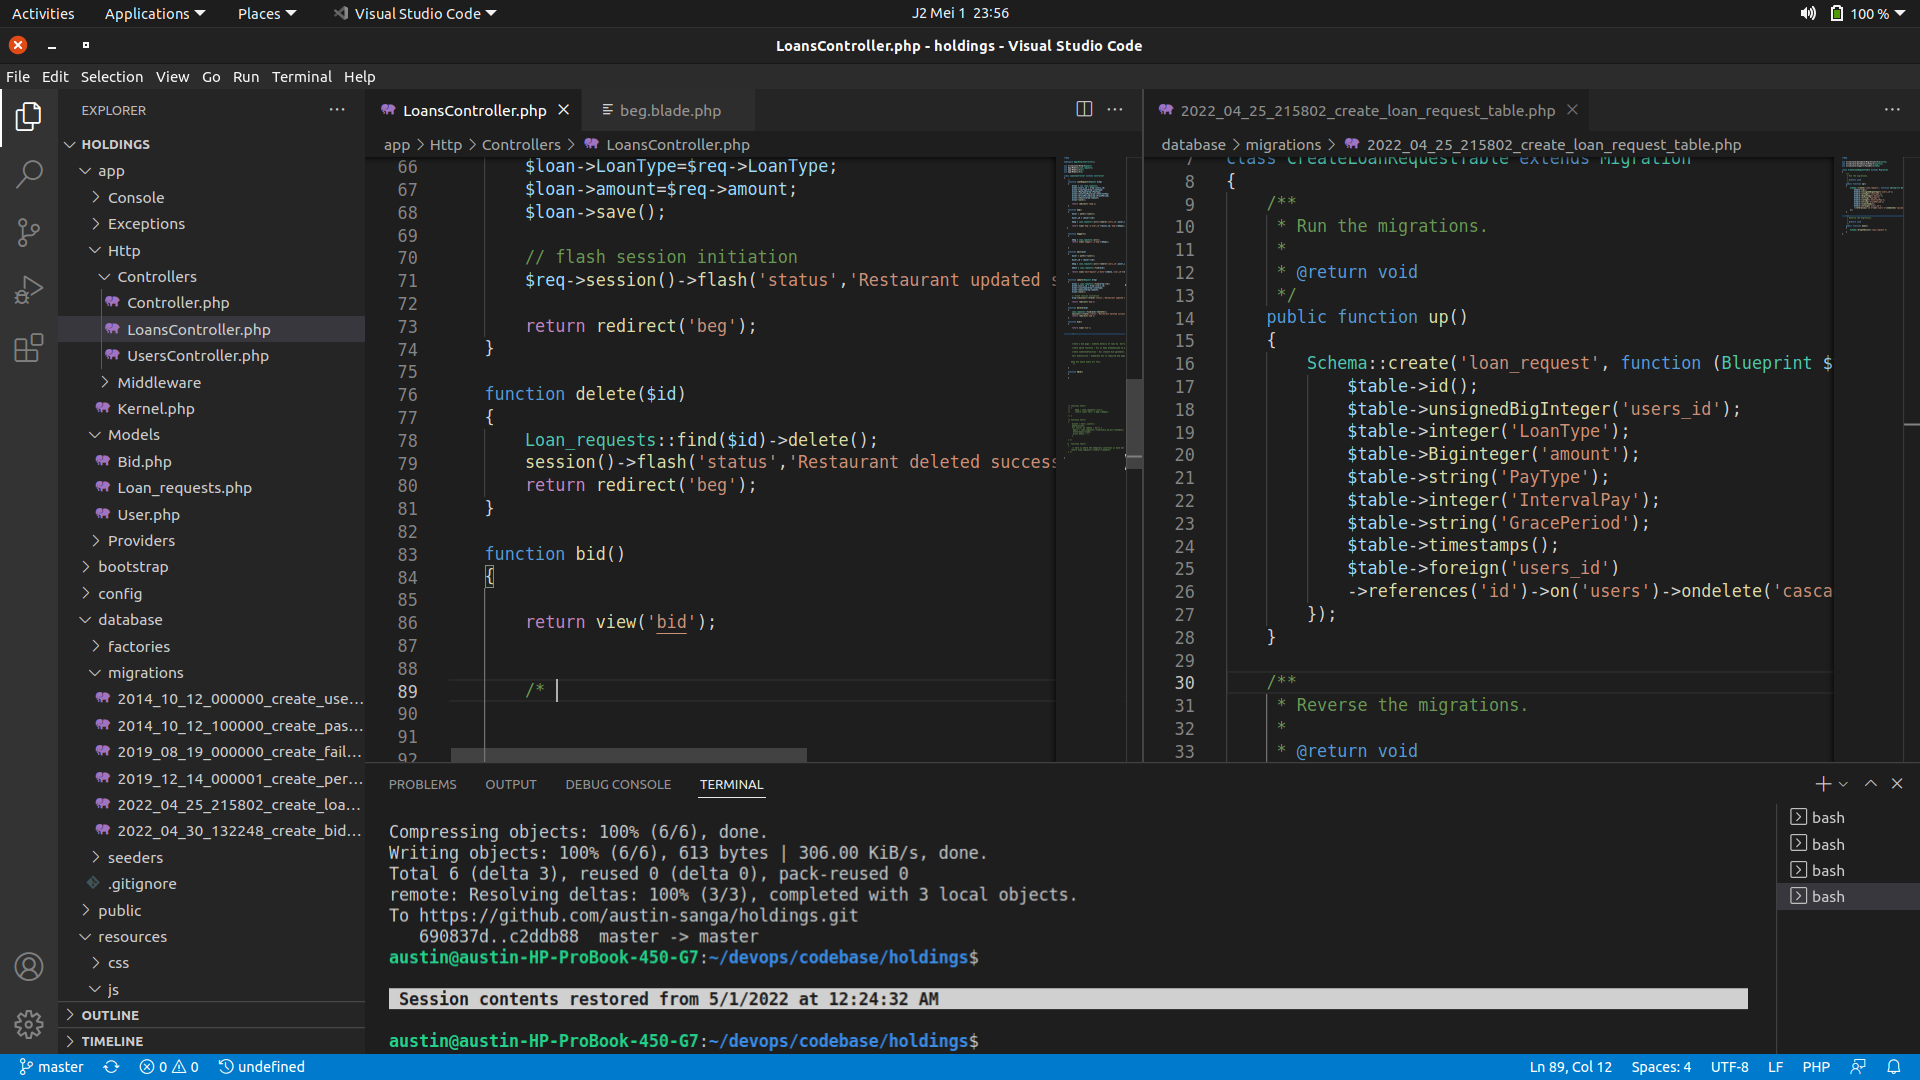 Activities Applications Places Visual Studio Code J2 Mei 1 23:56 100 %
LoansController.php - holdings - Visual Studio Code
File Edit Selection View Go Run Terminal Help
EXPLORER
HOLDINGS
app
Console
Exceptions
Http
Controllers
Controller.php
LoansController.php
UsersController.php
Middleware
Kernel.php
Models
Bid.php
Loan_requests.php
User.php
Providers
bootstrap
config
database
factories
migrations
2014_10_12_000000_create_use...
2014_10_12_100000_create_pas...
2019_08_19_000000_create_fail...
2019_12_14_000001_create_per...
2022_04_25_215802_create_loa...
2022_04_30_132248_create_bid...
seeders
.gitignore
public
resources
css
js
OUTLINE
TIMELINE
LoansController.php beg.blade.php
app > Http > Controllers > LoansController.php
66 $loan->LoanType=$req->LoanType;
67 $loan->amount=$req->amount;
68 $loan->save();
69
70 // flash session initiation
71 $req->session()->flash('status','Restaurant updated s
72
73 return redirect('beg');
74 }
75
76 function delete($id)
77 {
78 Loan_requests::find($id)->delete();
79 session()->flash('status','Restaurant deleted success
80 return redirect('beg');
81 }
82
83 function bid()
84 {
85
86 return view('bid');
87
88
89 /*
90
91
92
2022_04_25_215802_create_loan_request_table.php
database > migrations > 2022_04_25_215802_create_loan_request_table.php
7 class CreateLoanRequestTable extends Migration
8 {
9 /**
10 * Run the migrations.
11 *
12 * @return void
13 */
14 public function up()
15 {
16 Schema::create('loan_request', function (Blueprint $
17 $table->id();
18 $table->unsignedBigInteger('users_id');
19 $table->integer('LoanType');
20 $table->Biginteger('amount');
21 $table->string('PayType');
22 $table->integer('IntervalPay');
23 $table->string('GracePeriod');
24 $table->timestamps();
25 $table->foreign('users_id')
26 ->references('id')->on('users')->ondelete('casca
27 });
28 }
29
30 /**
31 * Reverse the migrations.
32 *
33 * @return void
PROBLEMS OUTPUT DEBUG CONSOLE TERMINAL
Compressing objects: 100% (6/6), done.
Writing objects: 100% (6/6), 613 bytes | 306.00 KiB/s, done.
Total 6 (delta 3), reused 0 (delta 0), pack-reused 0
remote: Resolving deltas: 100% (3/3), completed with 3 local objects.
To https://github.com/austin-sanga/holdings.git
690837d..c2ddb88 master -> master
austin@austin-HP-ProBook-450-G7:~/devops/codebase/holdings$
Session contents restored from 5/1/2022 at 12:24:32 AM
austin@austin-HP-ProBook-450-G7:~/devops/codebase/holdings$
bash
bash
bash
bash
master 0 0 undefined Ln 89, Col 12 Spaces: 4 UTF-8 LF PHP